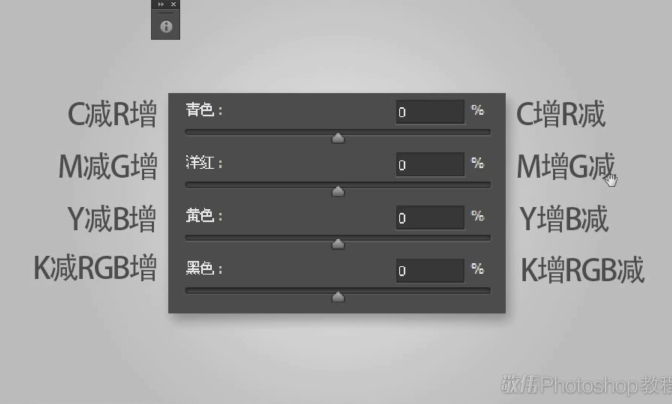 C减R增 青色： 0 % C增R减
M减G增 洋红： 0 % M增G减
Y减B增 黄色： 0 % Y增B减
K减RGB增 黑色： 0 % K增RGB减
敬伟Photoshop教程